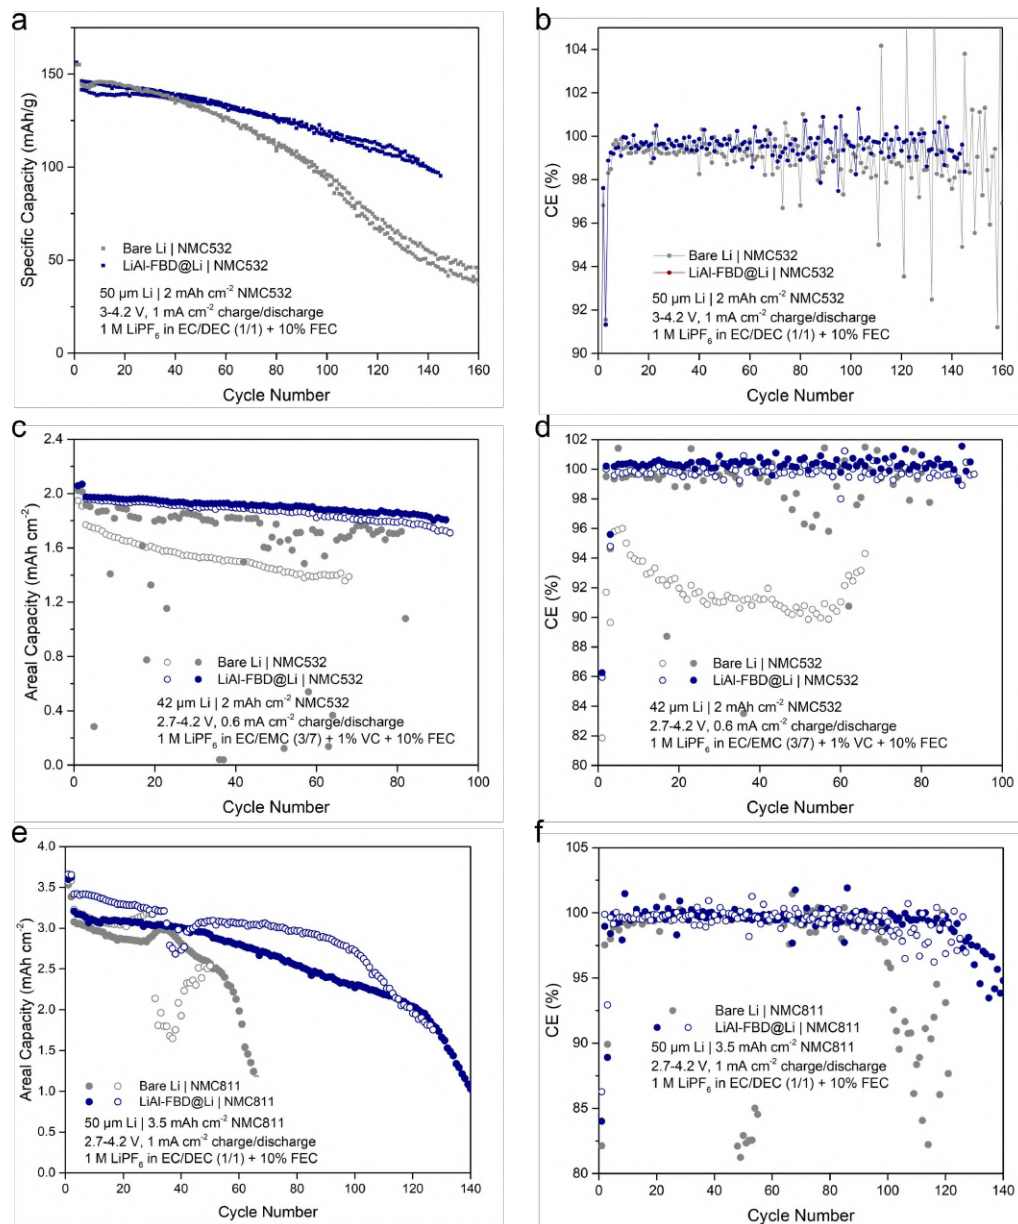 a
Specific Capacity (mAh/g)
150
100
50
0
Bare Li | NMC532
LiAl-FBD@Li | NMC532
50 µm Li | 2 mAh cm⁻² NMC532
3-4.2 V, 1 mA cm⁻² charge/discharge
1 M LiPF₆ in EC/DEC (1/1) + 10% FEC
0 20 40 60 80 100 120 140 160
Cycle Number
b
CE (%)
104
102
100
98
96
94
92
90
Bare Li | NMC532
LiAl-FBD@Li | NMC532
50 µm Li | 2 mAh cm⁻² NMC532
3-4.2 V, 1 mA cm⁻² charge/discharge
1 M LiPF₆ in EC/DEC (1/1) + 10% FEC
0 20 40 60 80 100 120 140 160
Cycle Number
c
Areal Capacity (mAh cm⁻²)
2.4
2.0
1.6
1.2
0.8
0.4
0.0
Bare Li | NMC532
LiAl-FBD@Li | NMC532
42 µm Li | 2 mAh cm⁻² NMC532
2.7-4.2 V, 0.6 mA cm⁻² charge/discharge
1 M LiPF₆ in EC/EMC (3/7) + 1% VC + 10% FEC
0 20 40 60 80 100
Cycle Number
d
CE (%)
102
100
98
96
94
92
90
88
86
84
82
80
Bare Li | NMC532
LiAl-FBD@Li | NMC532
42 µm Li | 2 mAh cm⁻² NMC532
2.7-4.2 V, 0.6 mA cm⁻² charge/discharge
1 M LiPF₆ in EC/EMC (3/7) + 1% VC + 10% FEC
0 20 40 60 80 100
Cycle Number
e
Areal Capacity (mAh cm⁻²)
4.0
3.5
3.0
2.5
2.0
1.5
1.0
0.5
0.0
Bare Li | NMC811
LiAl-FBD@Li | NMC811
50 µm Li | 3.5 mAh cm⁻² NMC811
2.7-4.2 V, 1 mA cm⁻² charge/discharge
1 M LiPF₆ in EC/DEC (1/1) + 10% FEC
0 20 40 60 80 100 120 140
Cycle Number
f
CE (%)
105
100
95
90
85
80
Bare Li | NMC811
LiAl-FBD@Li | NMC811
50 µm Li | 3.5 mAh cm⁻² NMC811
2.7-4.2 V, 1 mA cm⁻² charge/discharge
1 M LiPF₆ in EC/DEC (1/1) + 10% FEC
0 20 40 60 80 100 120 140
Cycle Number